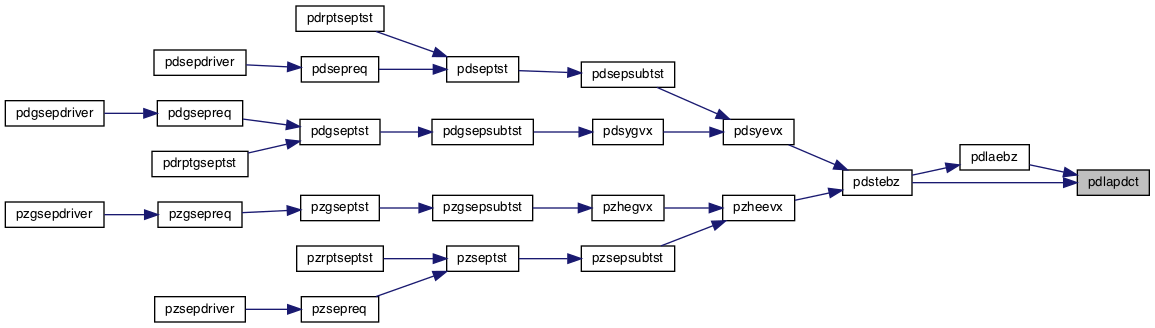 pdrptseptst
pdsepdriver
pdsepreq
pdseptst
pdsepsubtst
pdgsepdriver
pdgsepreq
pdgseptst
pdgsepsubtst
pdsygvx
pdsyevx
pdrptgseptst
pdlaebz
pdstebz
pdlapdct
pzgsepdriver
pzgsepreq
pzgseptst
pzgsepsubtst
pzhegvx
pzheevx
pzrptseptst
pzseptst
pzsepsubtst
pzsepdriver
pzsepreq